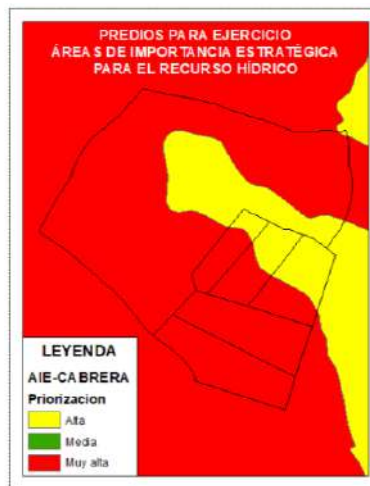 PREDIOS PARA EJERCICIO
ÁREAS DE IMPORTANCIA ESTRATÉGICA
PARA EL RECURSO HÍDRICO
LEYENDA
AIE-CABRERA
Priorizacion
Alta
Media
Muy alta